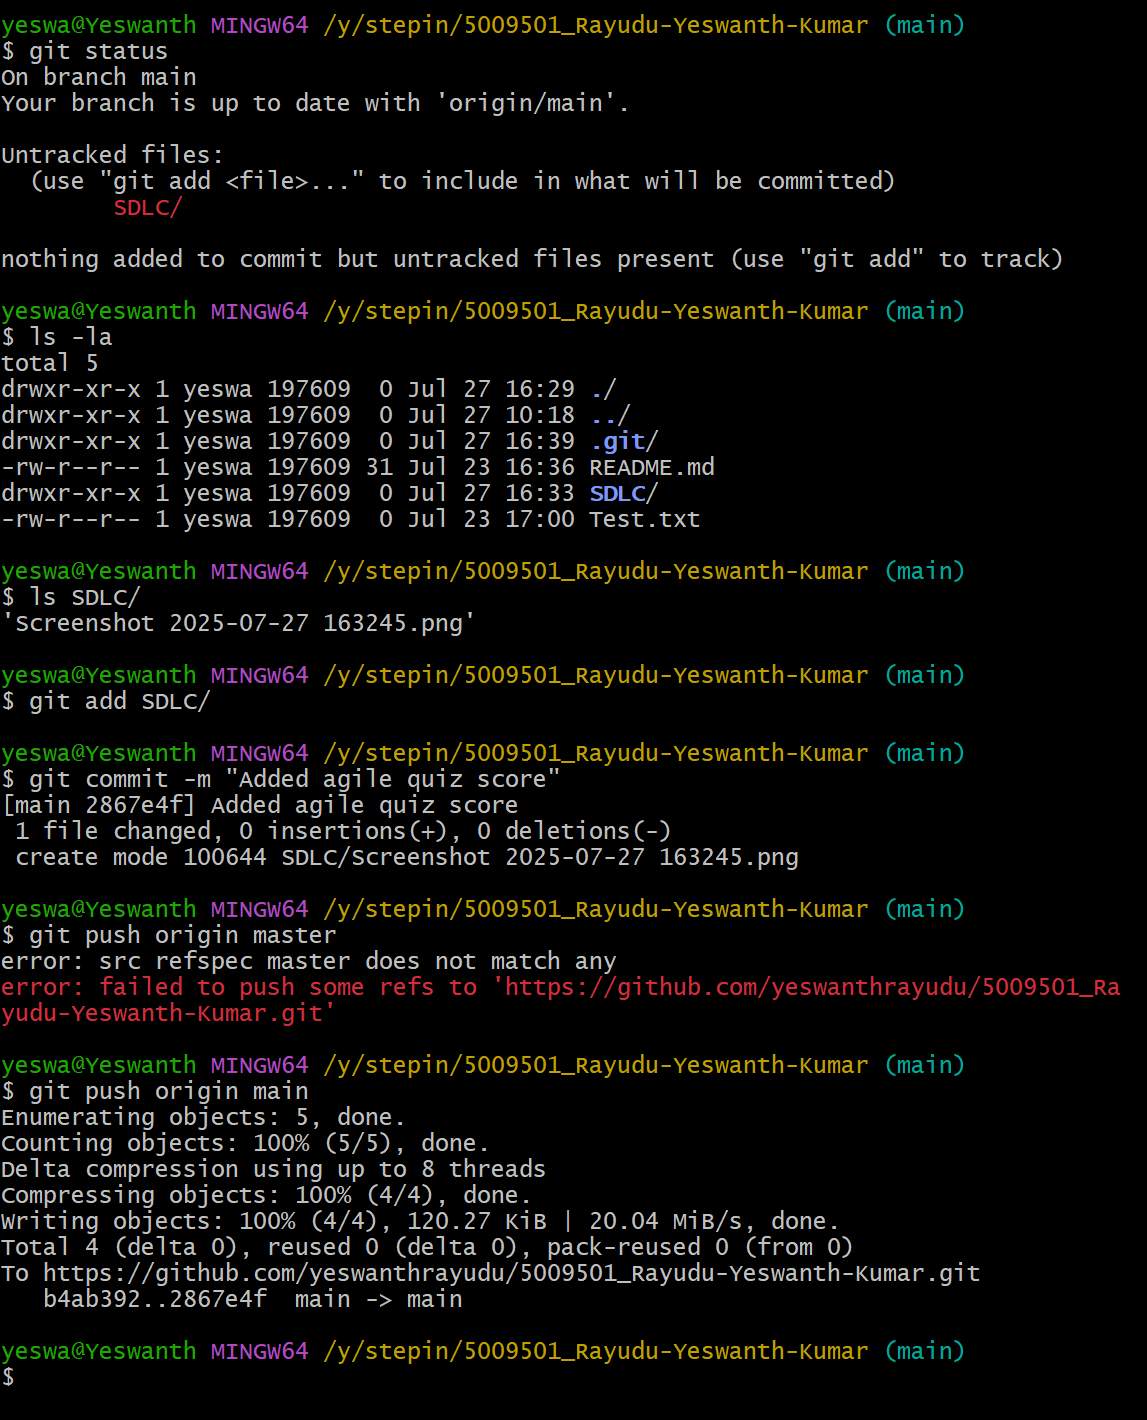 yeswa@Yeswanth MINGW64 /y/stepin/5009501_Rayudu-Yeswanth-Kumar (main)
$ git status
On branch main
Your branch is up to date with 'origin/main'.
Untracked files:
  (use "git add <file>..." to include in what will be committed)
        SDLC/
nothing added to commit but untracked files present (use "git add" to track)
yeswa@Yeswanth MINGW64 /y/stepin/5009501_Rayudu-Yeswanth-Kumar (main)
$ ls -la
total 5
drwxr-xr-x 1 yeswa 197609  0 Jul 27 16:29 ./
drwxr-xr-x 1 yeswa 197609  0 Jul 27 10:18 ../
drwxr-xr-x 1 yeswa 197609  0 Jul 27 16:39 .git/
-rw-r--r-- 1 yeswa 197609 31 Jul 23 16:36 README.md
drwxr-xr-x 1 yeswa 197609  0 Jul 27 16:33 SDLC/
-rw-r--r-- 1 yeswa 197609  0 Jul 23 17:00 Test.txt
yeswa@Yeswanth MINGW64 /y/stepin/5009501_Rayudu-Yeswanth-Kumar (main)
$ ls SDLC/
'Screenshot 2025-07-27 163245.png'
yeswa@Yeswanth MINGW64 /y/stepin/5009501_Rayudu-Yeswanth-Kumar (main)
$ git add SDLC/
yeswa@Yeswanth MINGW64 /y/stepin/5009501_Rayudu-Yeswanth-Kumar (main)
$ git commit -m "Added agile quiz score"
[main 2867e4f] Added agile quiz score
 1 file changed, 0 insertions(+), 0 deletions(-)
 create mode 100644 SDLC/Screenshot 2025-07-27 163245.png
yeswa@Yeswanth MINGW64 /y/stepin/5009501_Rayudu-Yeswanth-Kumar (main)
$ git push origin master
error: src refspec master does not match any
error: failed to push some refs to 'https://github.com/yeswanthrayudu/5009501_Ra
yudu-Yeswanth-Kumar.git'
yeswa@Yeswanth MINGW64 /y/stepin/5009501_Rayudu-Yeswanth-Kumar (main)
$ git push origin main
Enumerating objects: 5, done.
Counting objects: 100% (5/5), done.
Delta compression using up to 8 threads
Compressing objects: 100% (4/4), done.
Writing objects: 100% (4/4), 120.27 KiB | 20.04 MiB/s, done.
Total 4 (delta 0), reused 0 (delta 0), pack-reused 0 (from 0)
To https://github.com/yeswanthrayudu/5009501_Rayudu-Yeswanth-Kumar.git
   b4ab392..2867e4f  main -> main
yeswa@Yeswanth MINGW64 /y/stepin/5009501_Rayudu-Yeswanth-Kumar (main)
$